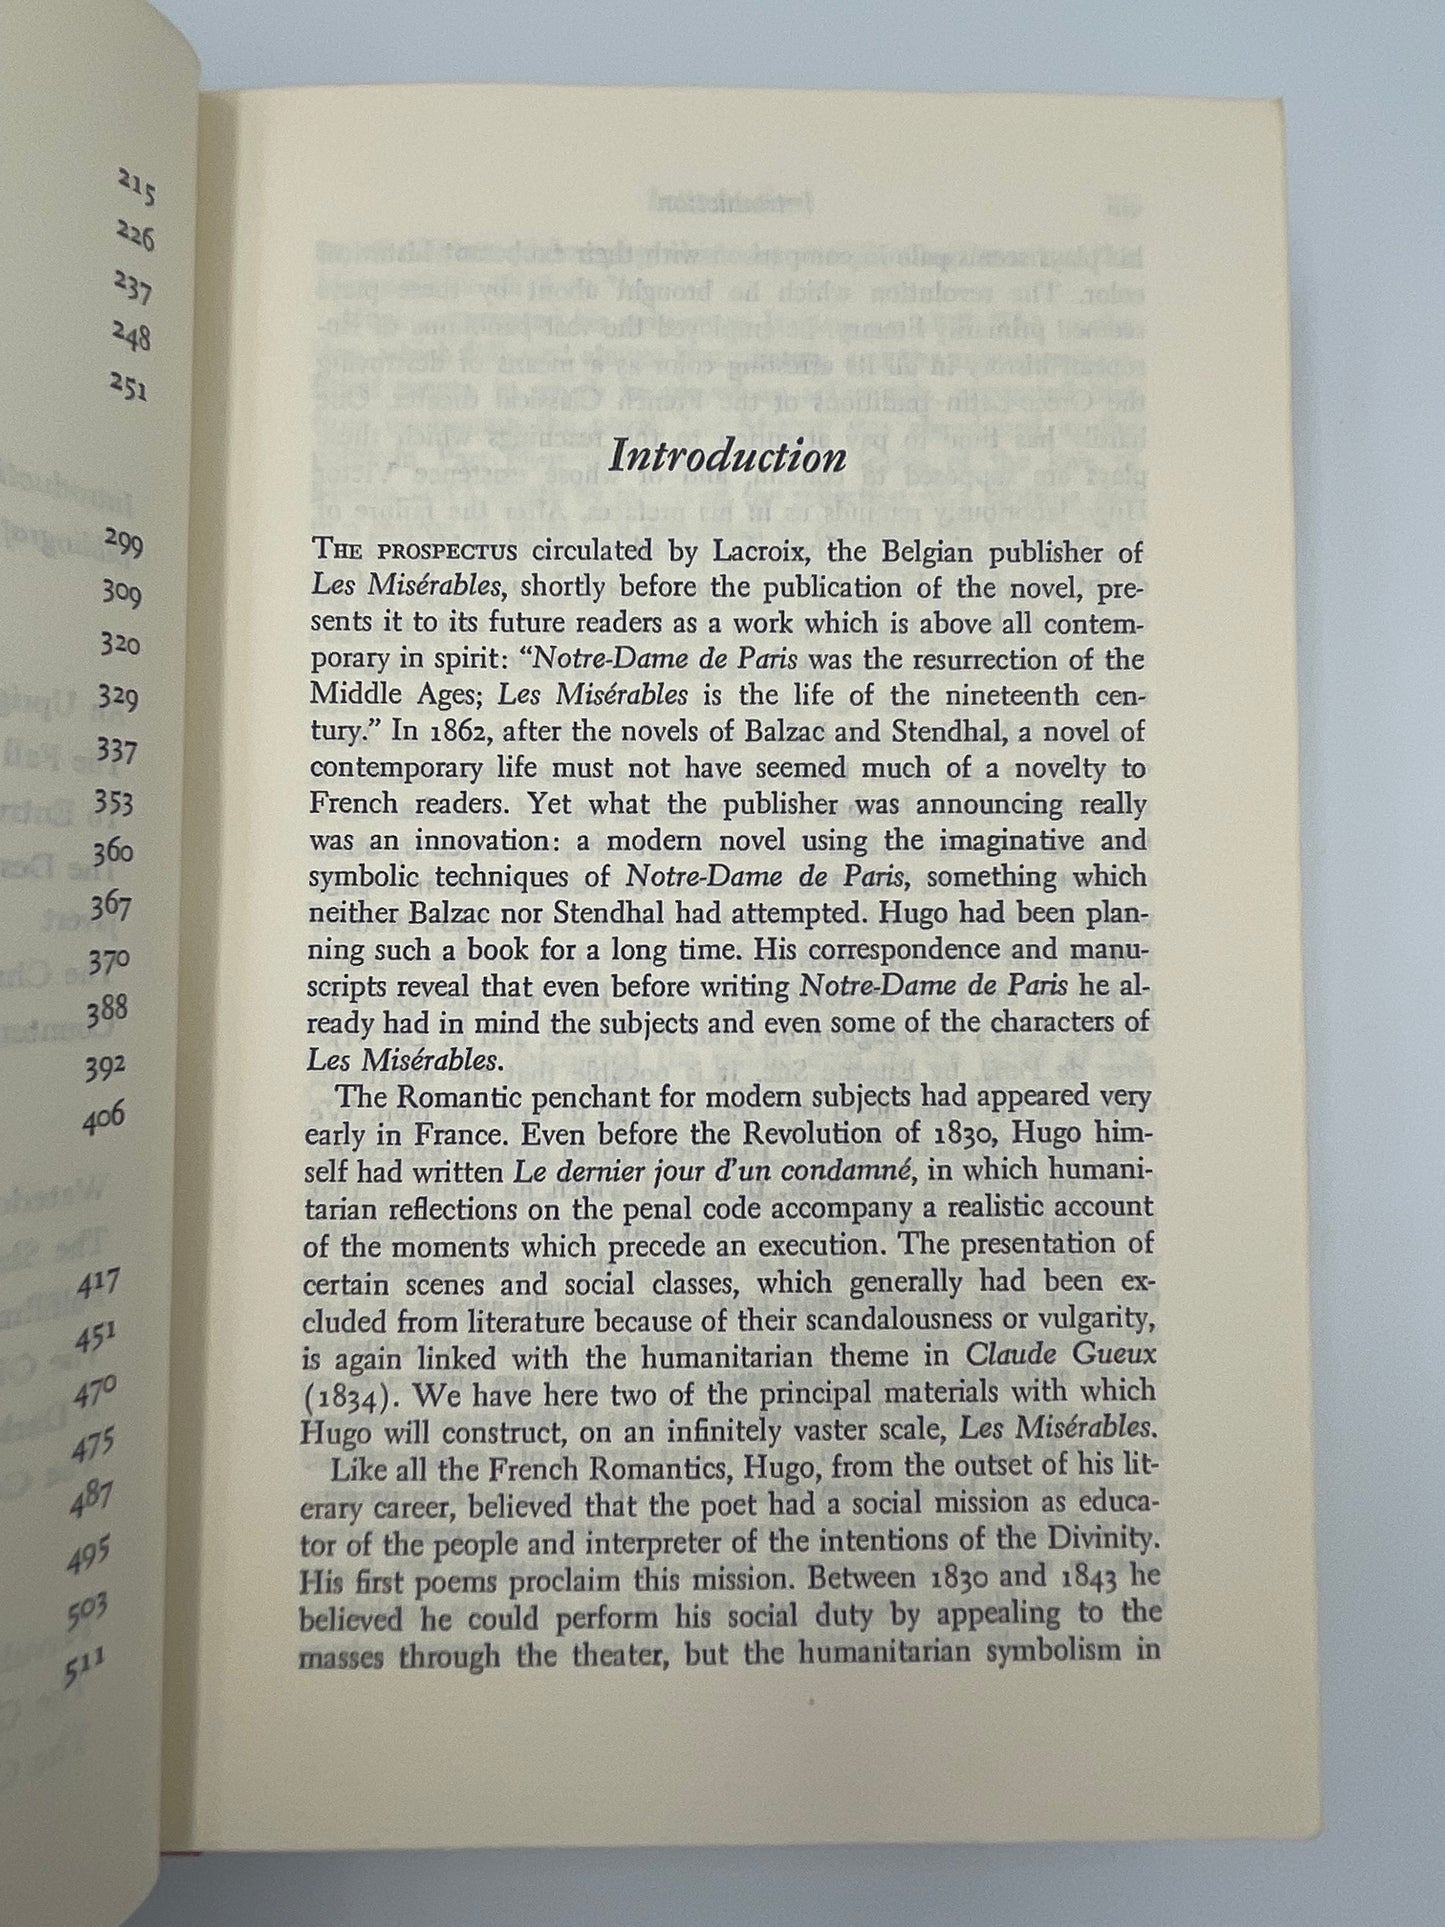 215
226
237
248
251
299
309
320
329
337
353
360
367
370
388
392
406
417
451
470
475
487
495
503
511
Introduction
THE PROSPECTUS circulated by Lacroix, the Belgian publisher of
Les Misérables, shortly before the publication of the novel, pre-
sents it to its future readers as a work which is above all contem-
porary in spirit: “Notre-Dame de Paris was the resurrection of the
Middle Ages; Les Misérables is the life of the nineteenth cen-
tury.” In 1862, after the novels of Balzac and Stendhal, a novel of
contemporary life must not have seemed much of a novelty to
French readers. Yet what the publisher was announcing really
was an innovation: a modern novel using the imaginative and
symbolic techniques of Notre-Dame de Paris, something which
neither Balzac nor Stendhal had attempted. Hugo had been plan-
ning such a book for a long time. His correspondence and manu-
scripts reveal that even before writing Notre-Dame de Paris he al-
ready had in mind the subjects and even some of the characters of
Les Misérables.
The Romantic penchant for modern subjects had appeared very
early in France. Even before the Revolution of 1830, Hugo him-
self had written Le dernier jour d’un condamné, in which humani-
tarian reflections on the penal code accompany a realistic account
of the moments which precede an execution. The presentation of
certain scenes and social classes, which generally had been ex-
cluded from literature because of their scandalousness or vulgarity,
is again linked with the humanitarian theme in Claude Gueux
(1834). We have here two of the principal materials with which
Hugo will construct, on an infinitely vaster scale, Les Misérables.
Like all the French Romantics, Hugo, from the outset of his lit-
erary career, believed that the poet had a social mission as educa-
tor of the people and interpreter of the intentions of the Divinity.
His first poems proclaim this mission. Between 1830 and 1843 he
believed he could perform his social duty by appealing to the
masses through the theater, but the humanitarian symbolism in